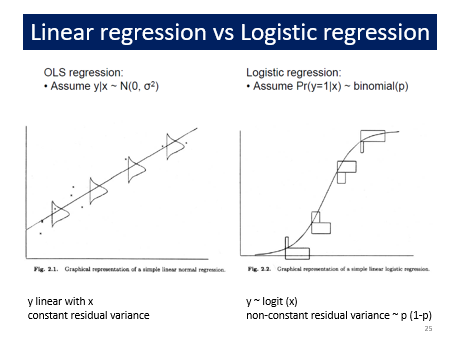 Linear regression vs Logistic regression
OLS regression:
• Assume y|x ~ N(0, σ²)
Logistic regression:
• Assume Pr(y=1|x) ~ binomial(p)
Fig. 2.1. Graphical representation of a simple linear normal regression.
Fig. 2.2. Graphical representation of a simple linear logistic regression.
y linear with x
constant residual variance
y ~ logit (x)
non-constant residual variance ~ p (1-p)
25